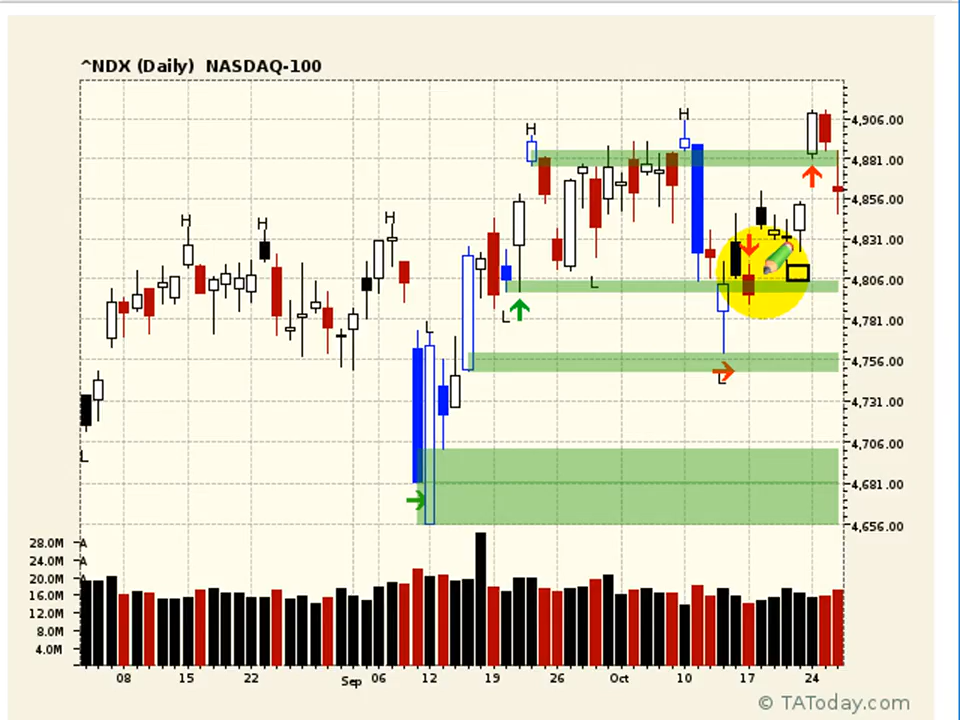 ^NDX (Daily) NASDAQ-100
H
H
H
H
H
4,906.00
4,881.00
4,856.00
4,831.00
4,806.00
4,781.00
4,756.00
4,731.00
4,706.00
4,681.00
4,656.00
L
L
L
L
L
28.0M A
24.0M A
20.0M A
16.0M
12.0M
8.0M
4.0M
08 15 22 Sep 06 12 19 26 Oct 10 17 24
© TAToday.com